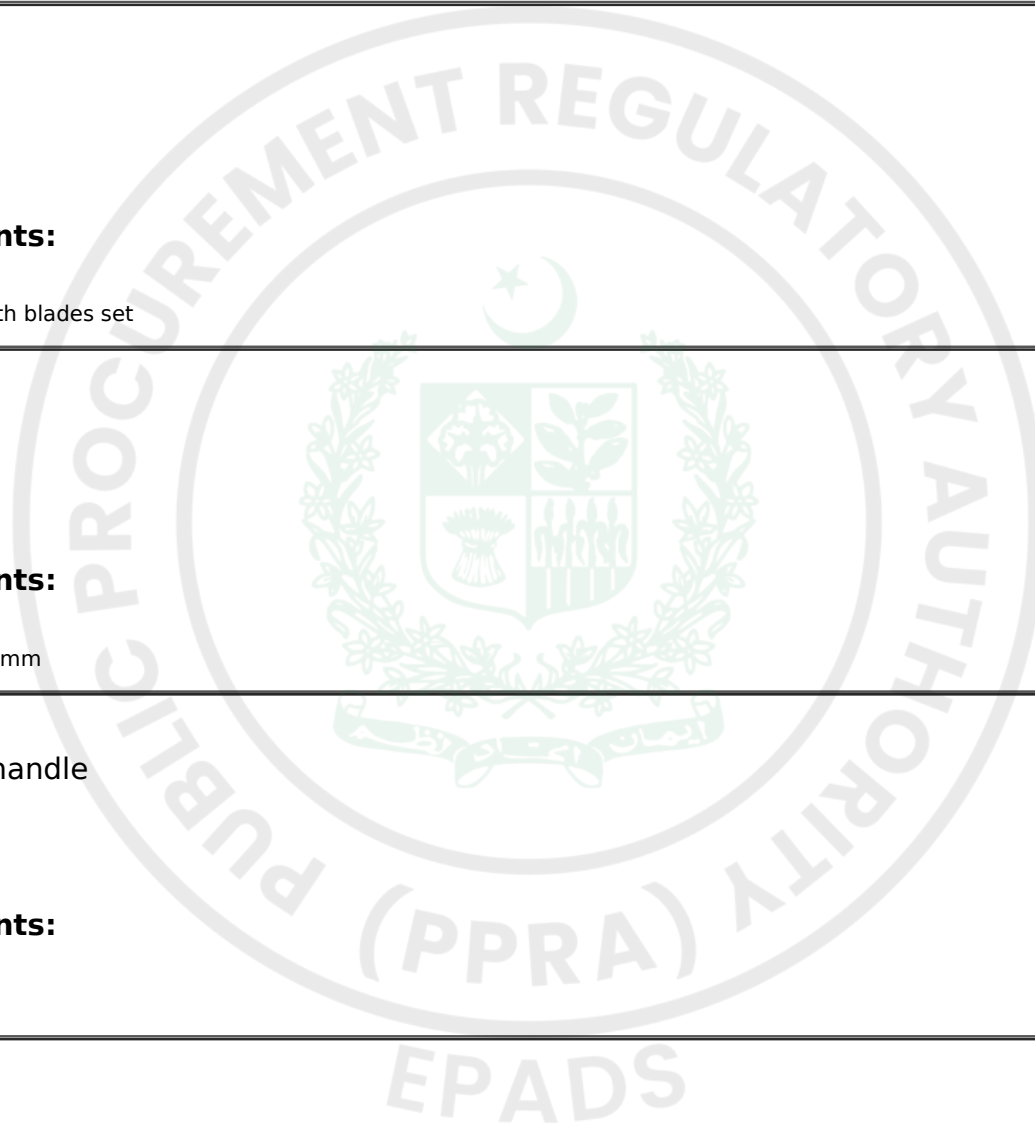 nts:
th blades set
nts:
mm
handle
nts:
PUBLIC PROCUREMENT REGULATORY AUTHORITY
(PPRA)
EPADS